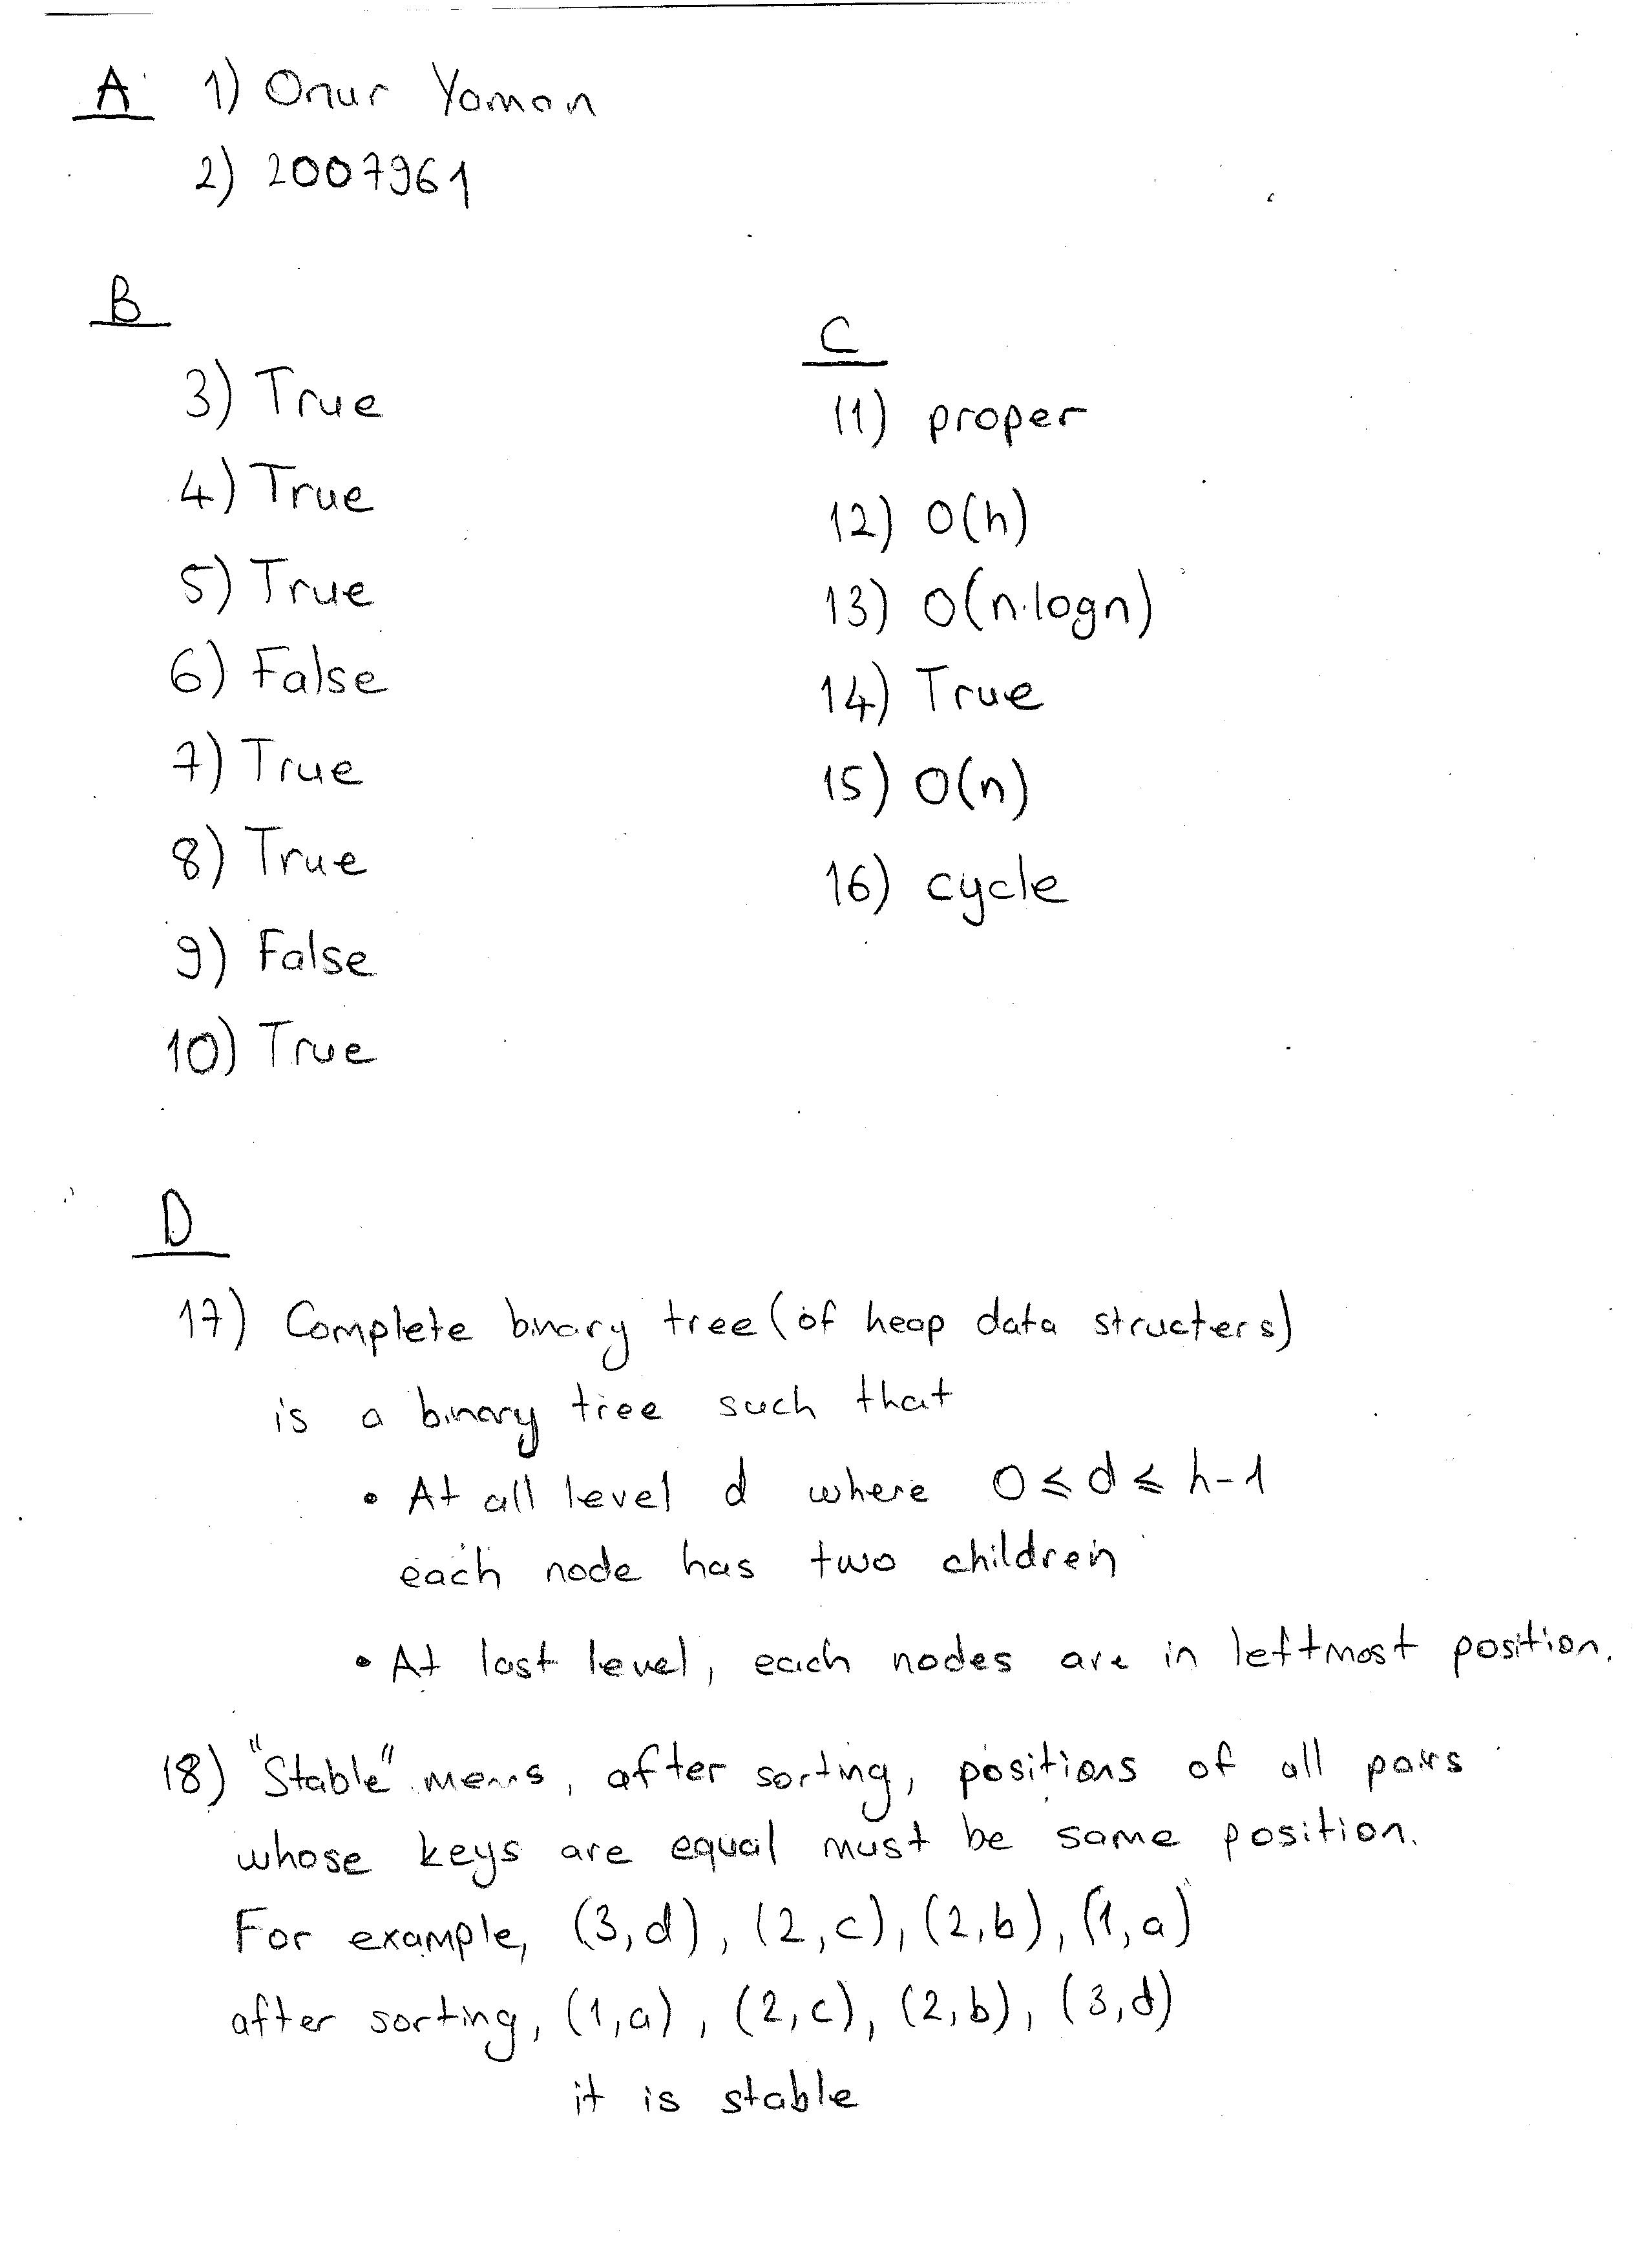 A 1) Onur Yaman
2) 2007961
B
3) True
4) True
5) True
6) False
7) True
8) True
9) False
10) True
C
11) proper
12) O(h)
13) O(n.logn)
14) True
15) O(n)
16) cycle
D
17) Complete binary tree (of heap data structers)
is a binary tree such that
• At all level d where 0 ⩽ d ⩽ h-1
each node has two children
• At last level, each nodes are in leftmost position.
18) "Stable" means, after sorting, positions of all pairs
whose keys are equal must be same position.
For example, (3,d), (2,c), (2,b), (1,a)
after sorting, (1,a), (2,c), (2,b), (3,d)
it is stable